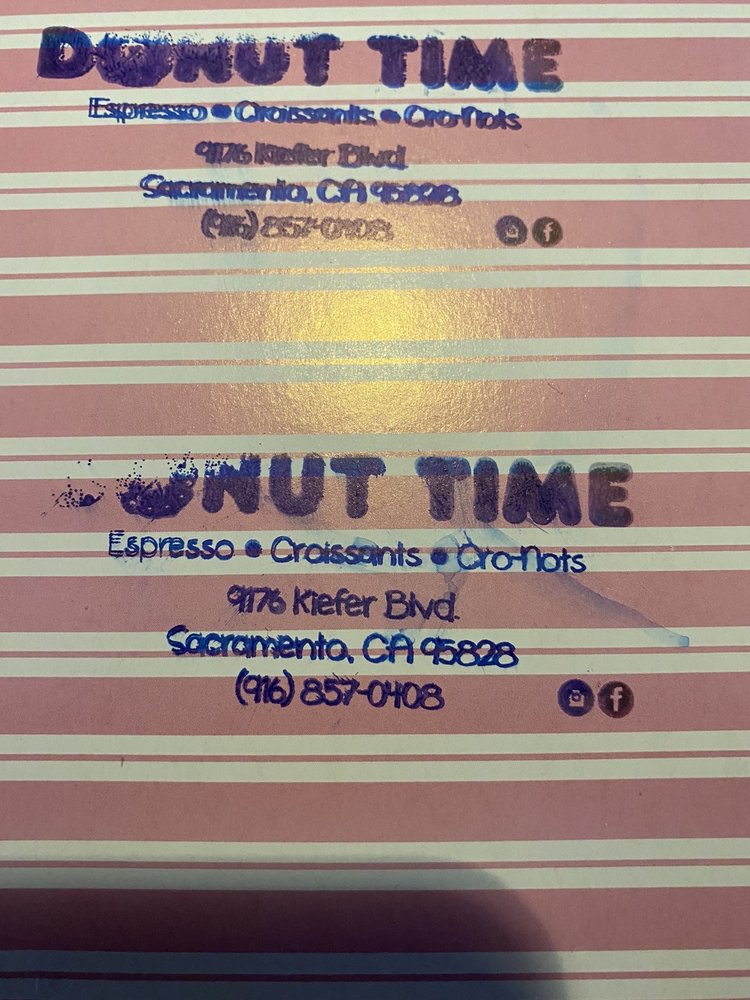 DONUT TIME
Espresso • Croissants • Cro-Nots
9176 Kiefer Blvd.
Sacramento, CA 95828
(916) 857-0408
DONUT TIME
Espresso • Croissants • Cro-Nots
9176 Kiefer Blvd.
Sacramento, CA 95828
(916) 857-0408